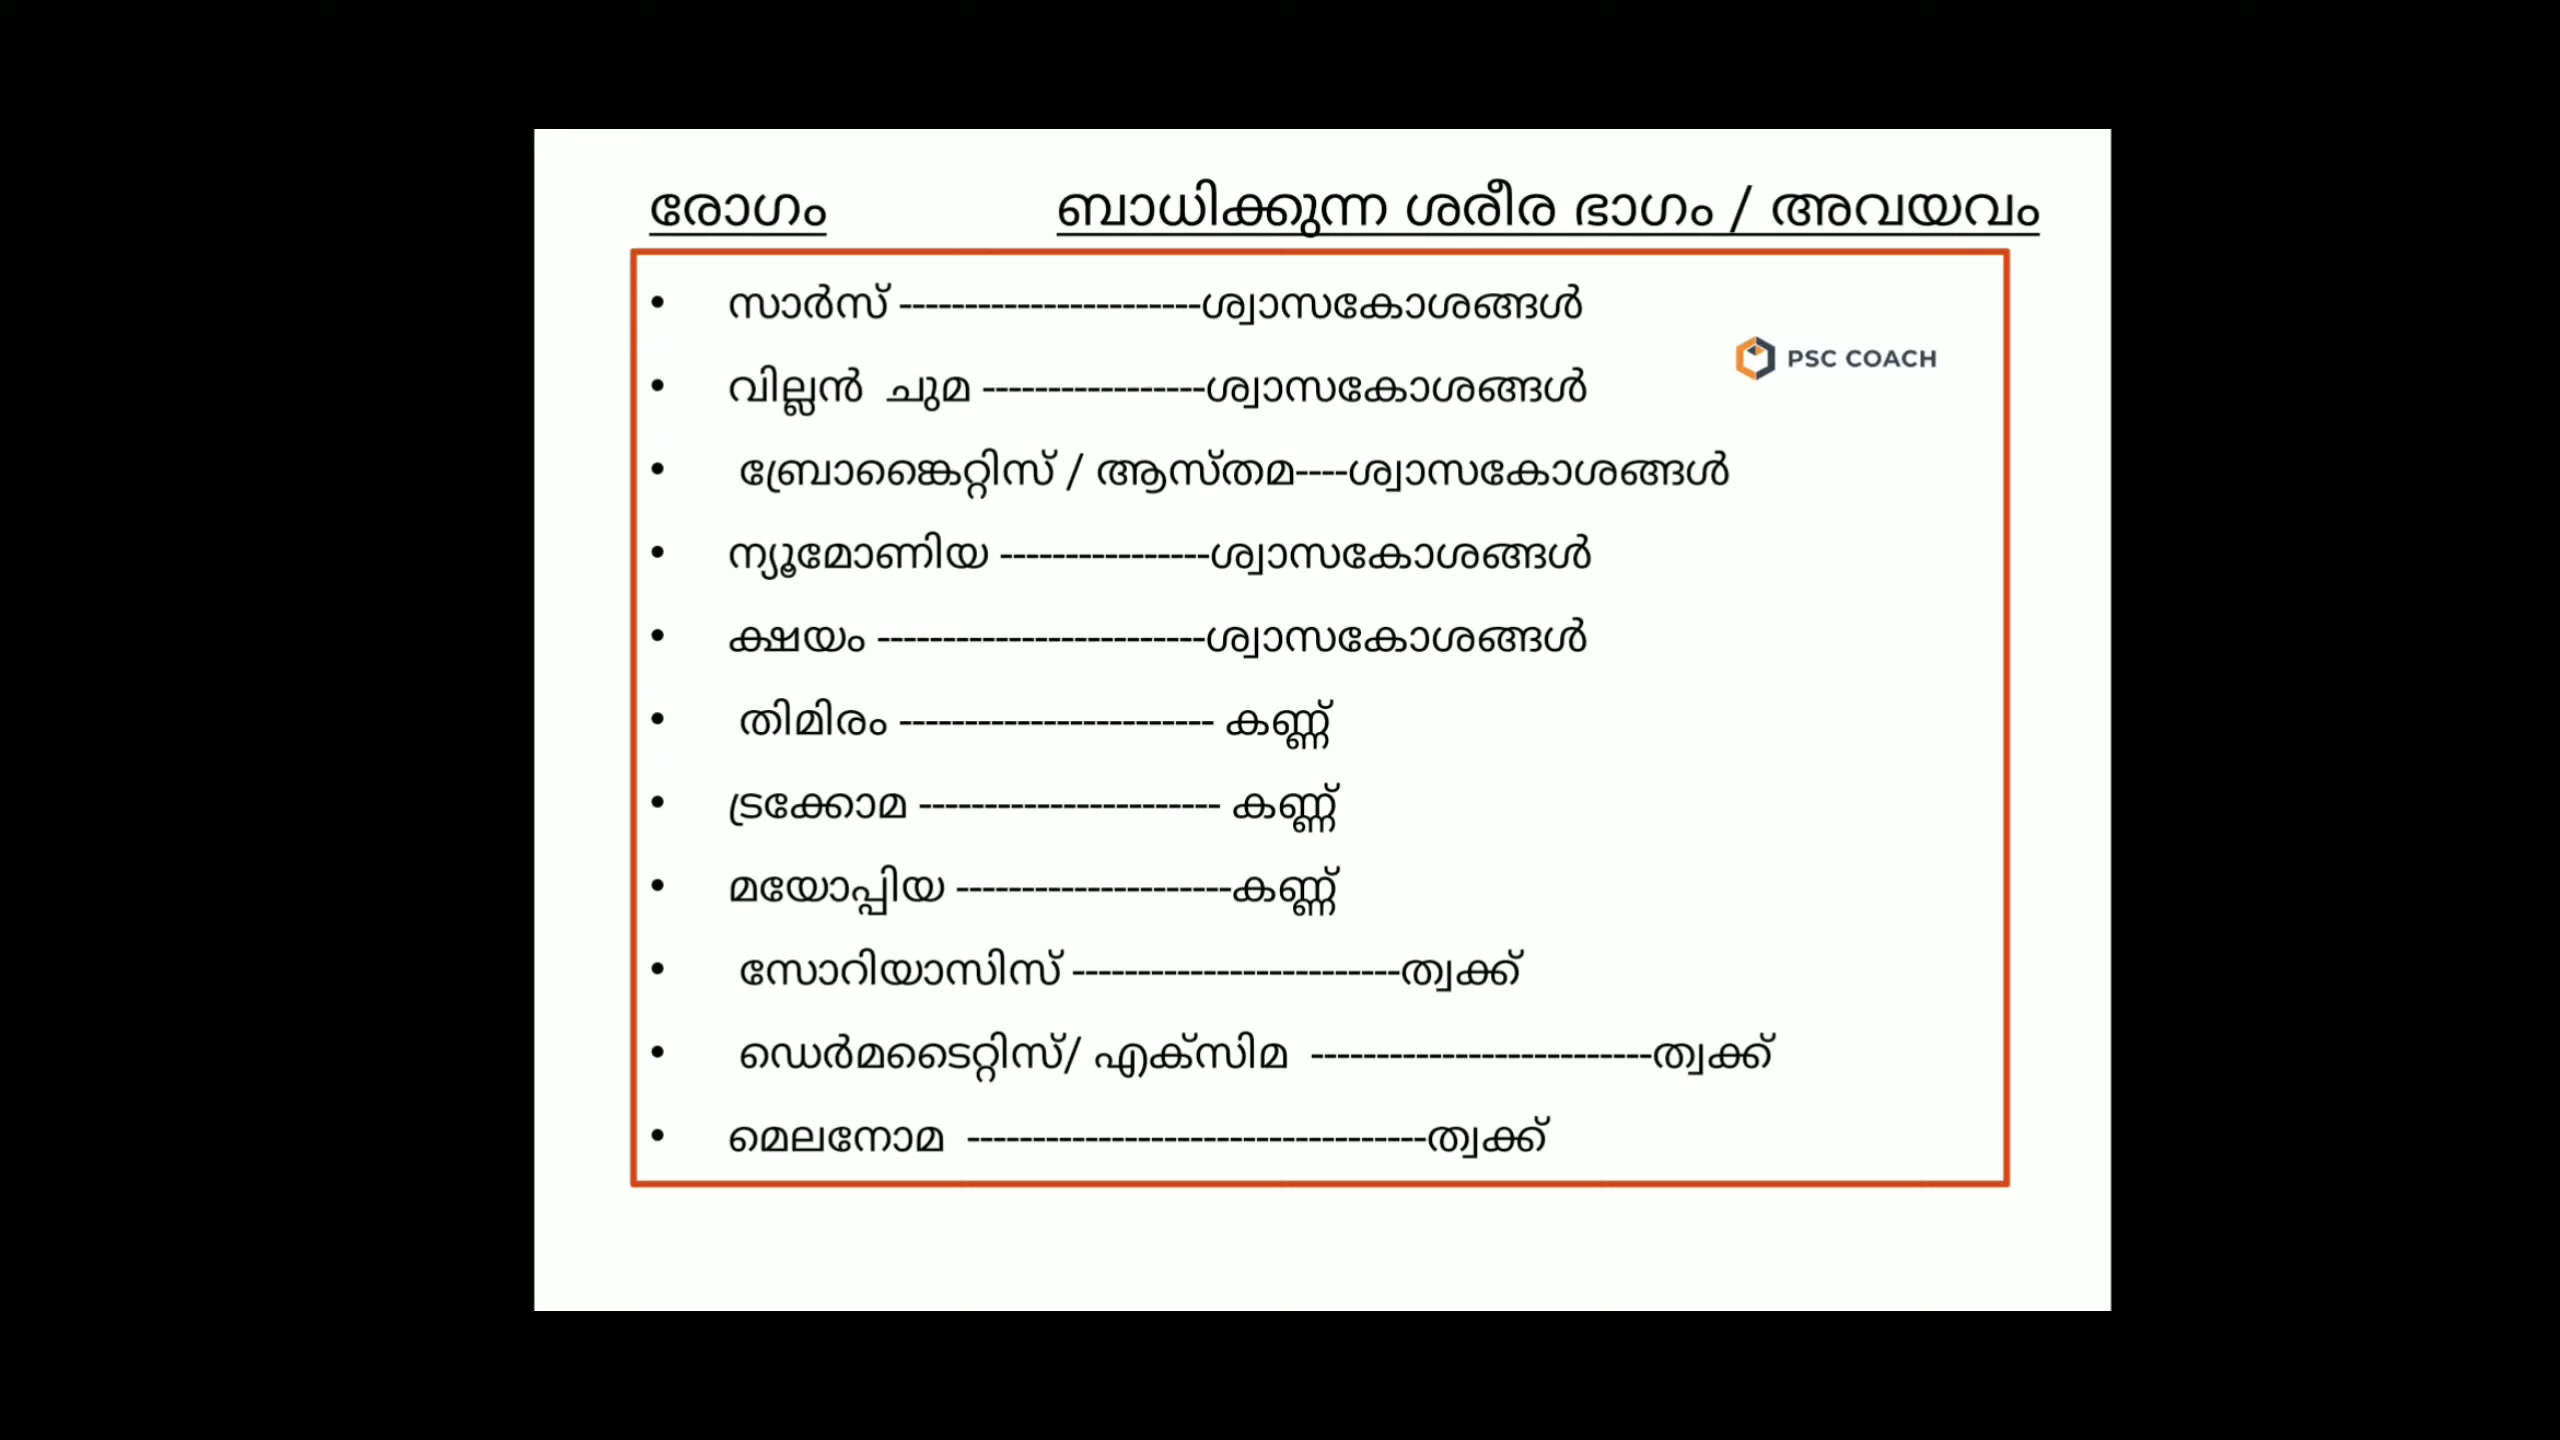 രോഗം ബാധിക്കുന്ന ശരീര ഭാഗം / അവയവം
• സാർസ് -----------------------ശ്വാസകോശങ്ങൾ
PSC COACH
• വില്ലൻ ചുമ -----------------ശ്വാസകോശങ്ങൾ
• ബ്രോങ്കൈറ്റിസ് / ആസ്തമ----ശ്വാസകോശങ്ങൾ
• ന്യൂമോണിയ ----------------ശ്വാസകോശങ്ങൾ
• ക്ഷയം -------------------------ശ്വാസകോശങ്ങൾ
• തിമിരം ------------------------ കണ്ണ്
• ട്രക്കോമ ----------------------- കണ്ണ്
• മയോപ്പിയ ---------------------കണ്ണ്
• സോറിയാസിസ് -------------------------ത്വക്ക്
• ഡെർമടൈറ്റിസ്/ എക്സിമ --------------------------ത്വക്ക്
• മെലനോമ -----------------------------------ത്വക്ക്